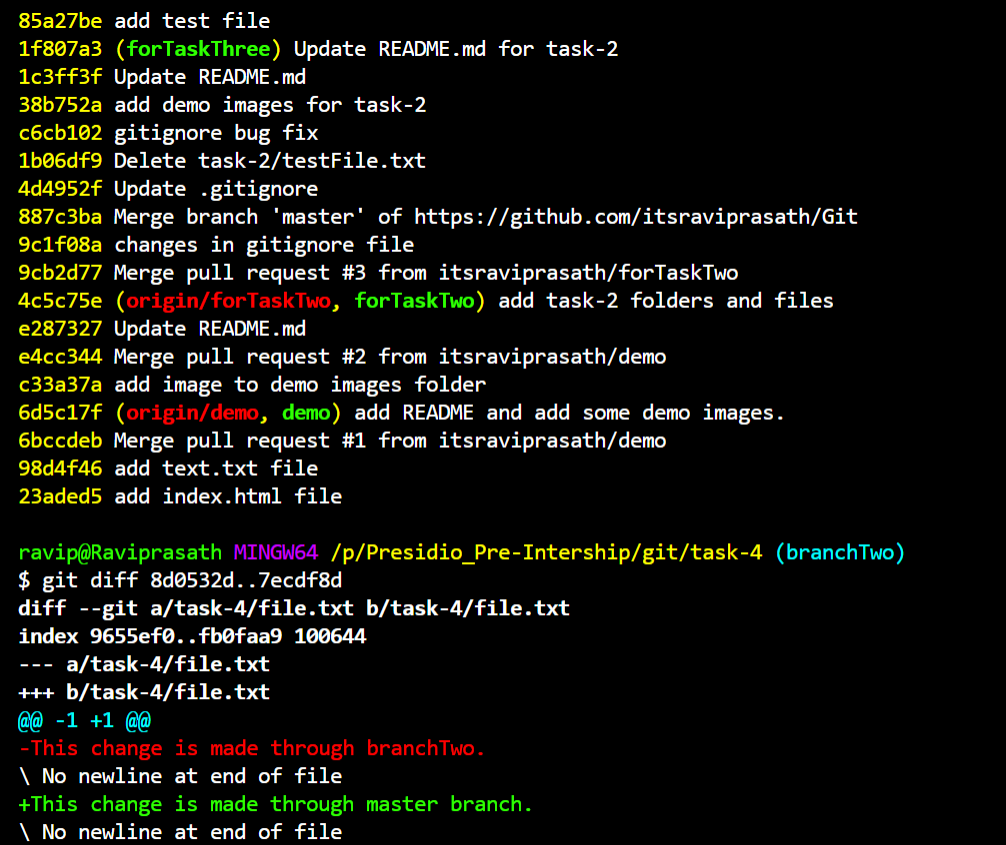 85a27be add test file
1f807a3 (forTaskThree) Update README.md for task-2
1c3ff3f Update README.md
38b752a add demo images for task-2
c6cb102 gitignore bug fix
1b06df9 Delete task-2/testFile.txt
4d4952f Update .gitignore
887c3ba Merge branch 'master' of https://github.com/itsraviprasath/Git
9c1f08a changes in gitignore file
9cb2d77 Merge pull request #3 from itsraviprasath/forTaskTwo
4c5c75e (origin/forTaskTwo, forTaskTwo) add task-2 folders and files
e287327 Update README.md
e4cc344 Merge pull request #2 from itsraviprasath/demo
c33a37a add image to demo images folder
6d5c17f (origin/demo, demo) add README and add some demo images.
6bccdeb Merge pull request #1 from itsraviprasath/demo
98d4f46 add text.txt file
23aded5 add index.html file
ravip@Raviprasath MINGW64 /p/Presidio_Pre-Intership/git/task-4 (branchTwo)
$ git diff 8d0532d..7ecdf8d
diff --git a/task-4/file.txt b/task-4/file.txt
index 9655ef0..fb0faa9 100644
--- a/task-4/file.txt
+++ b/task-4/file.txt
@@ -1 +1 @@
-This change is made through branchTwo.
\ No newline at end of file
+This change is made through master branch.
\ No newline at end of file